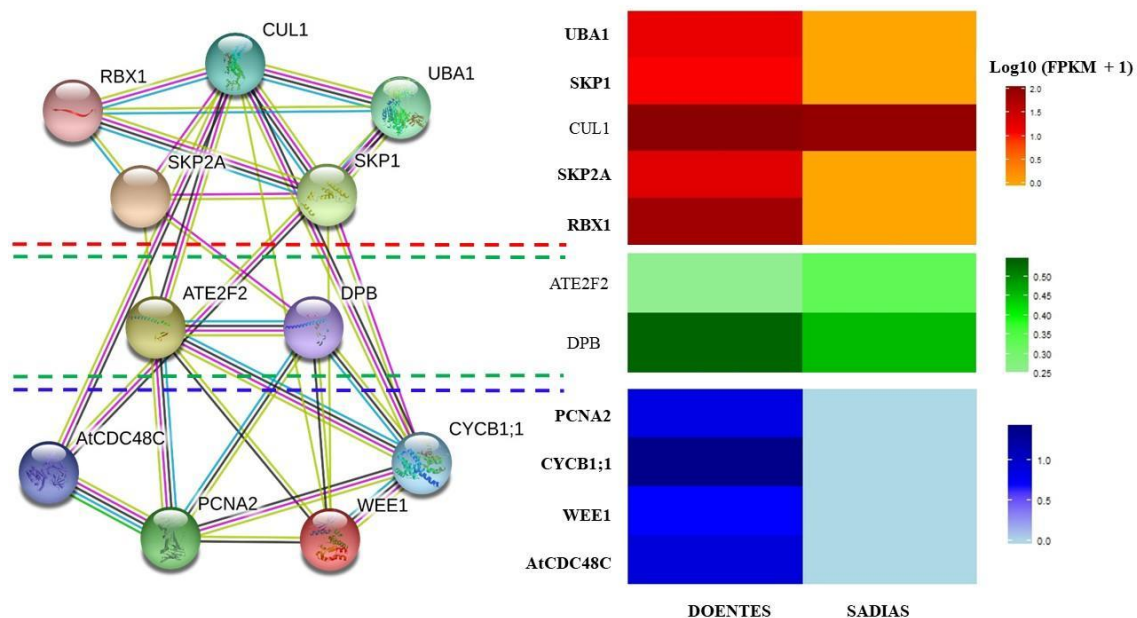 CUL1
RBX1
UBA1
SKP2A
SKP1
ATE2F2
DPB
AtCDC48C
CYCB1;1
PCNA2
WEE1
UBA1
SKP1
CUL1
SKP2A
RBX1
ATE2F2
DPB
PCNA2
CYCB1;1
WEE1
AtCDC48C
DOENTES SADIAS
Log10 (FPKM + 1)
2.0
1.5
1.0
0.5
0.0
0.50
0.45
0.40
0.35
0.30
0.25
1.0
0.5
0.0